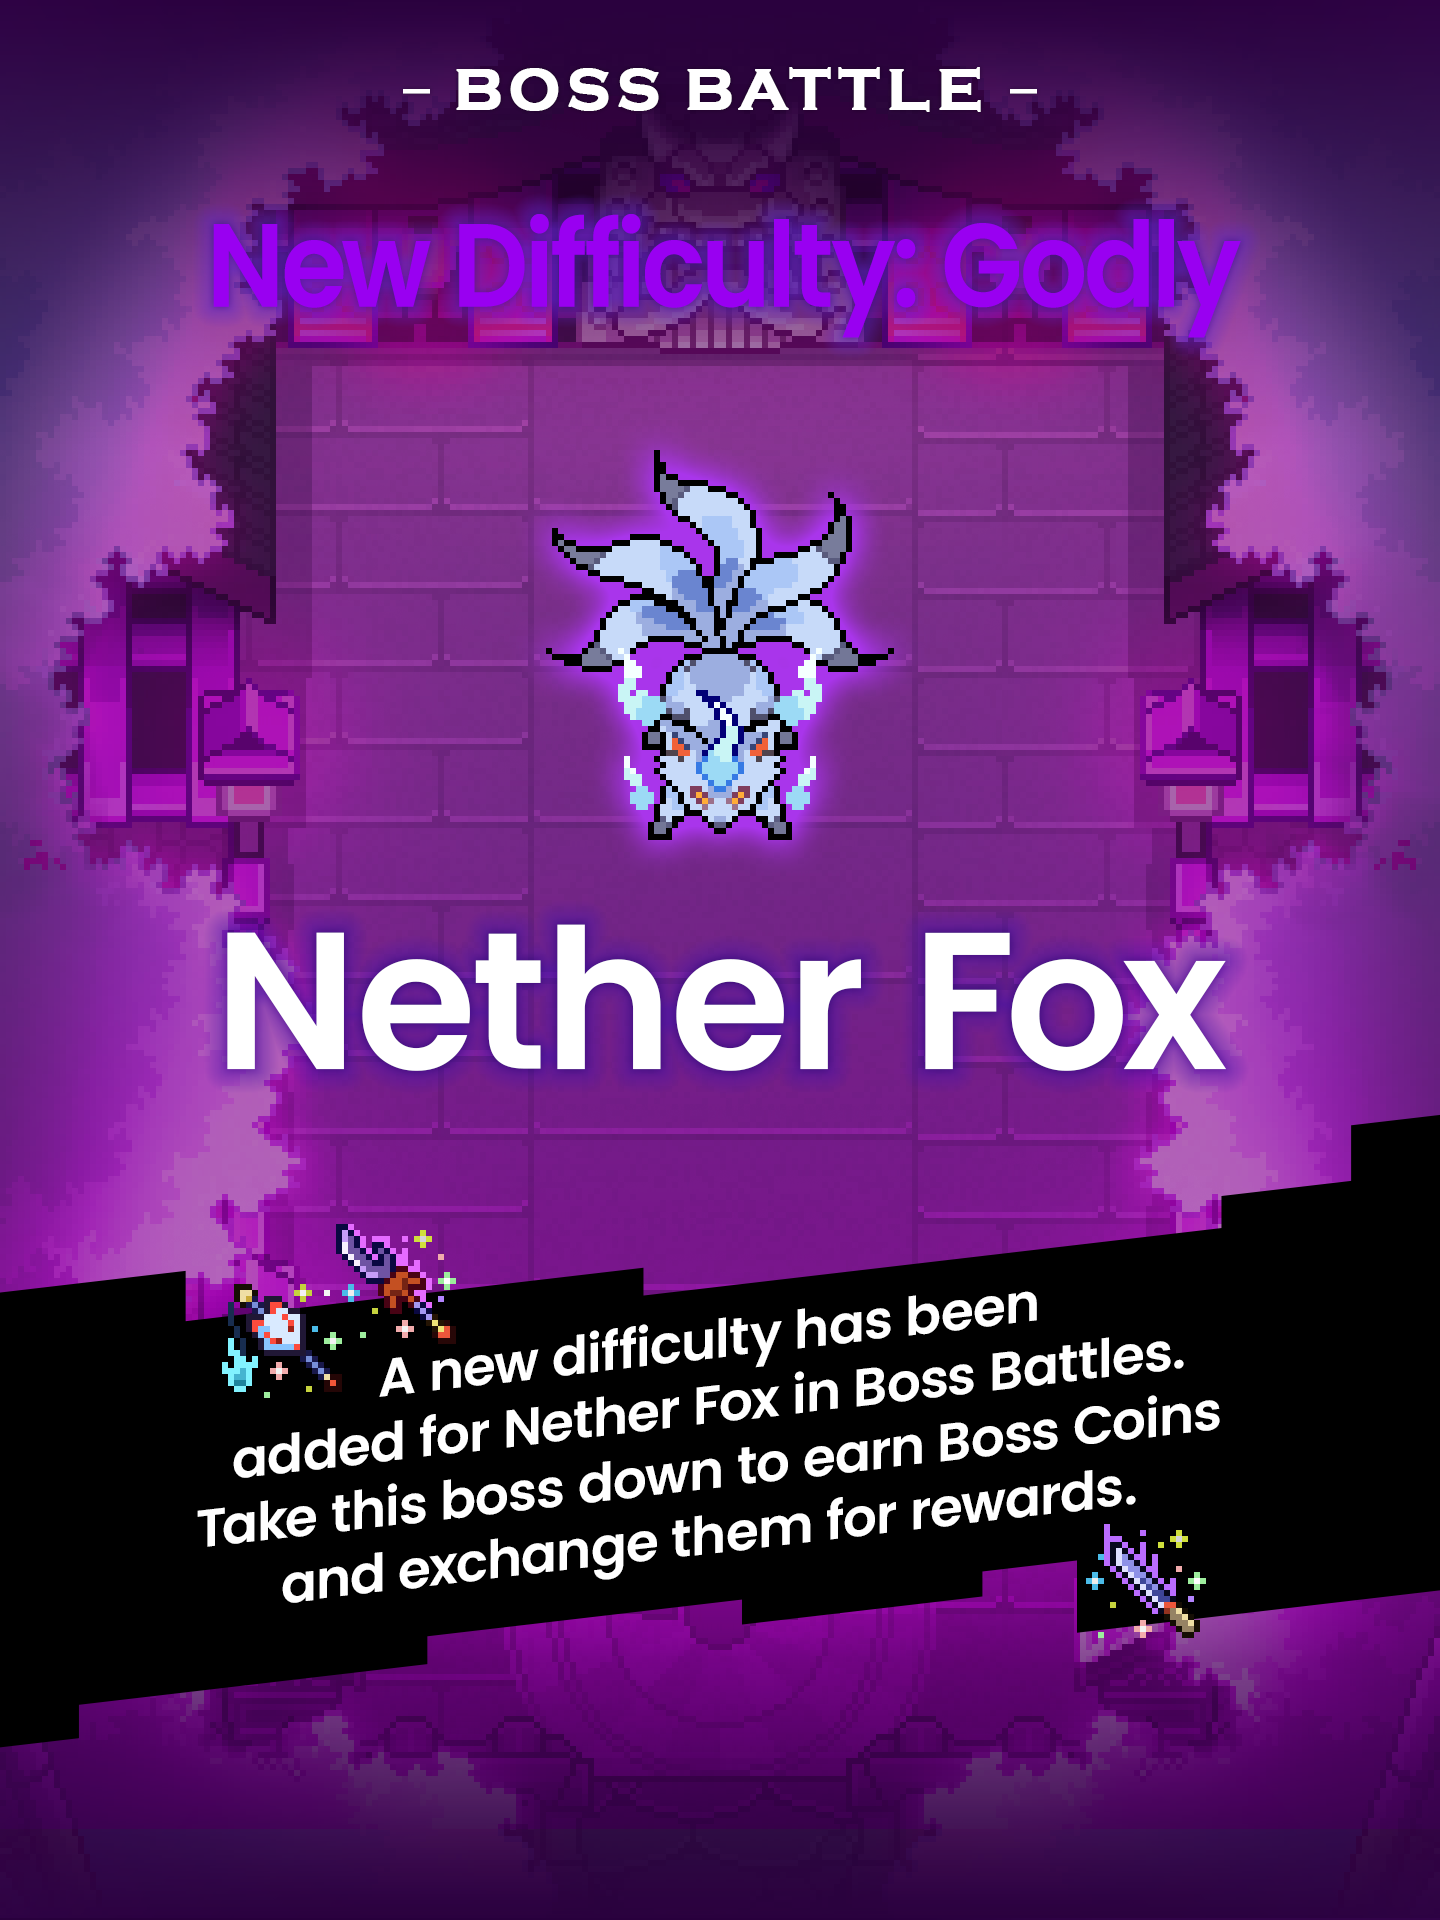 – BOSS BATTLE –
New Difficulty: Godly
Nether Fox
A new difficulty has been
added for Nether Fox in Boss Battles.
Take this boss down to earn Boss Coins
and exchange them for rewards.